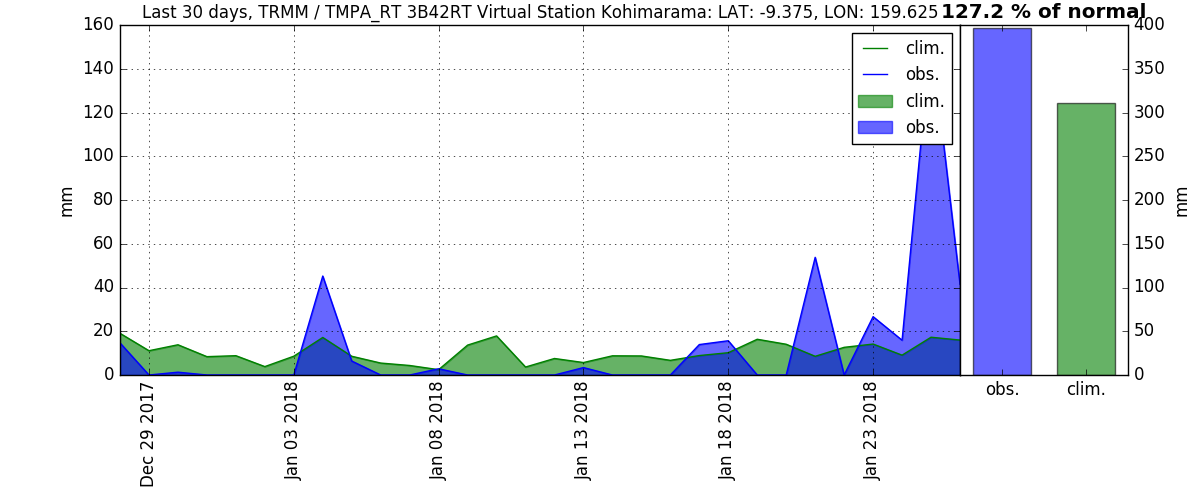 Last 30 days, TRMM / TMPA_RT 3B42RT Virtual Station Kohimarama: LAT: -9.375, LON: 159.625
127.2 % of normal
160
140
120
100
80
60
40
20
0
mm
clim.
obs.
clim.
obs.
Dec 29 2017
Jan 03 2018
Jan 08 2018
Jan 13 2018
Jan 18 2018
Jan 23 2018
400
350
300
250
200
150
100
50
0
mm
obs.
clim.